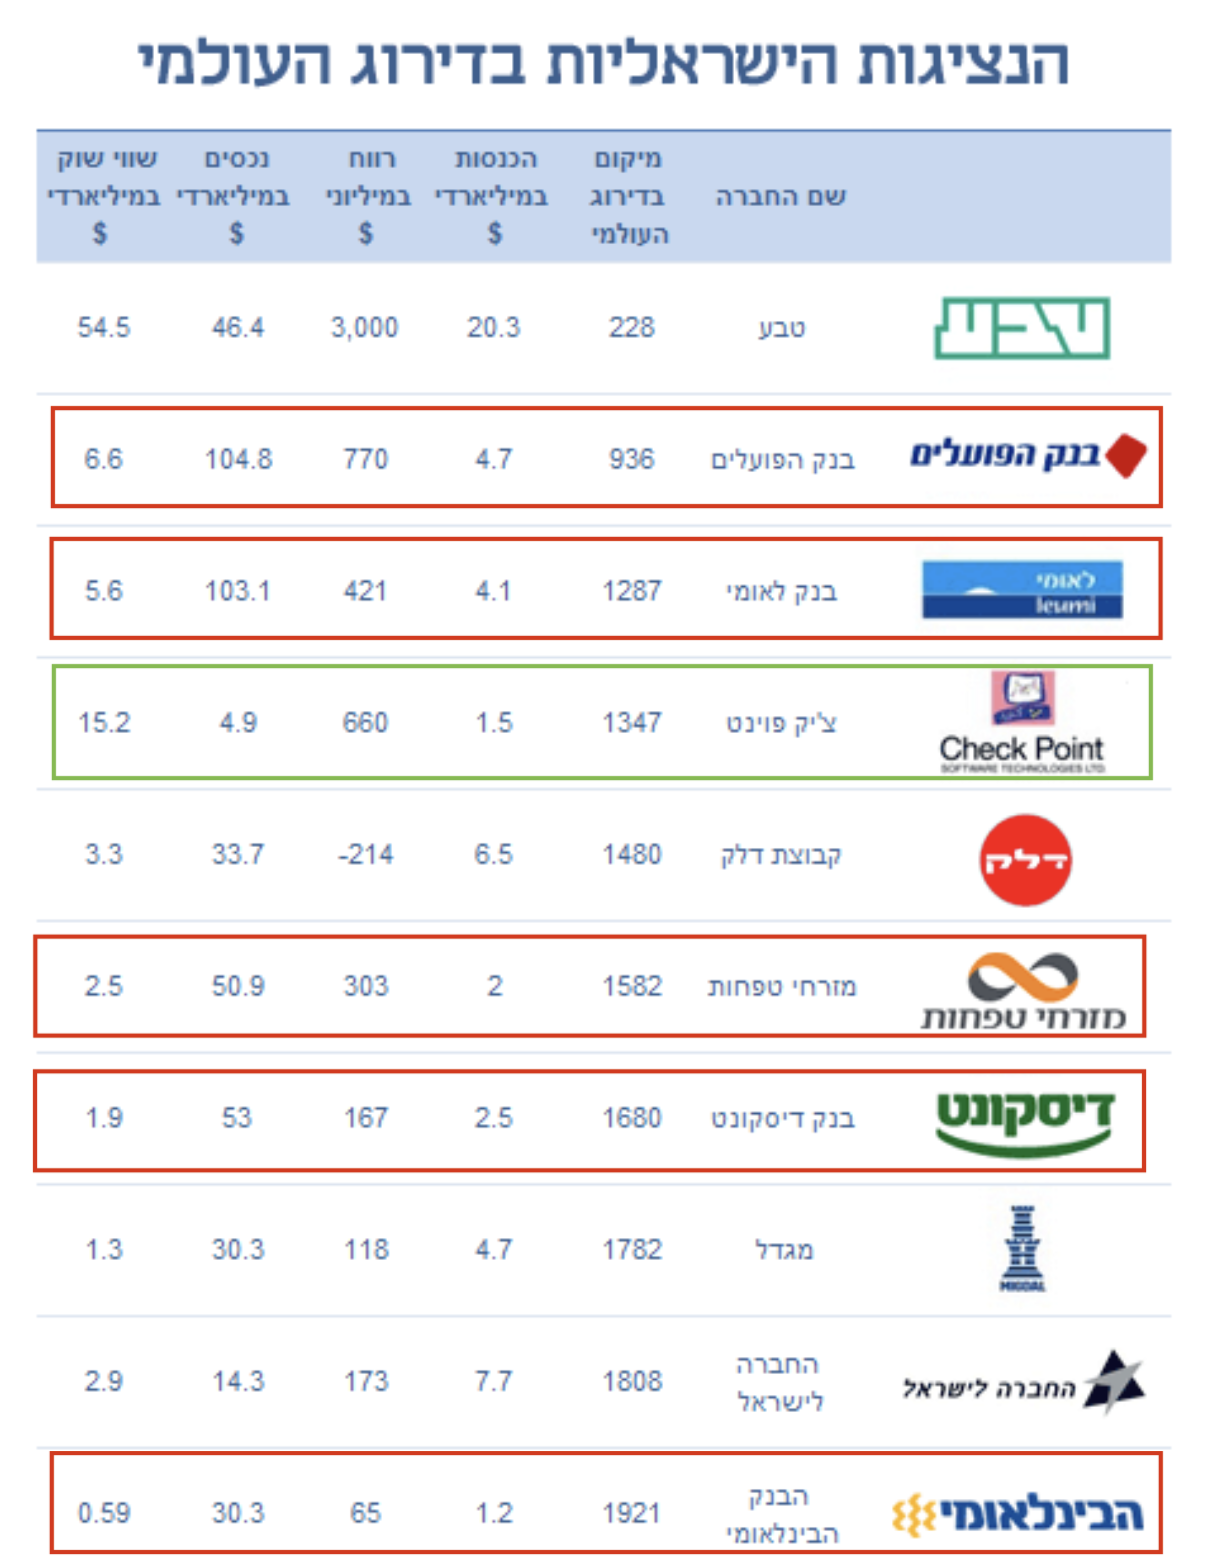 הנציגות הישראליות בדירוג העולמי
שם החברה מיקום בדירוג העולמי הכנסות במיליארדי $ רווח במיליוני $ נכסים במיליארדי $ שווי שוק במיליארדי $
טבע טבע 228 20.3 3,000 46.4 54.5
בנק הפועלים בנק הפועלים 936 4.7 770 104.8 6.6
לאומי leumi בנק לאומי 1287 4.1 421 103.1 5.6
Check Point SOFTWARE TECHNOLOGIES LTD. צ'יק פוינט 1347 1.5 660 4.9 15.2
דלק קבוצת דלק 1480 6.5 -214 33.7 3.3
מזרחי טפחות מזרחי טפחות 1582 2 303 50.9 2.5
דיסקונט בנק דיסקונט 1680 2.5 167 53 1.9
MIGDAL מגדל 1782 4.7 118 30.3 1.3
החברה לישראל החברה לישראל 1808 7.7 173 14.3 2.9
הבינלאומי הבנק הבינלאומי 1921 1.2 65 30.3 0.59